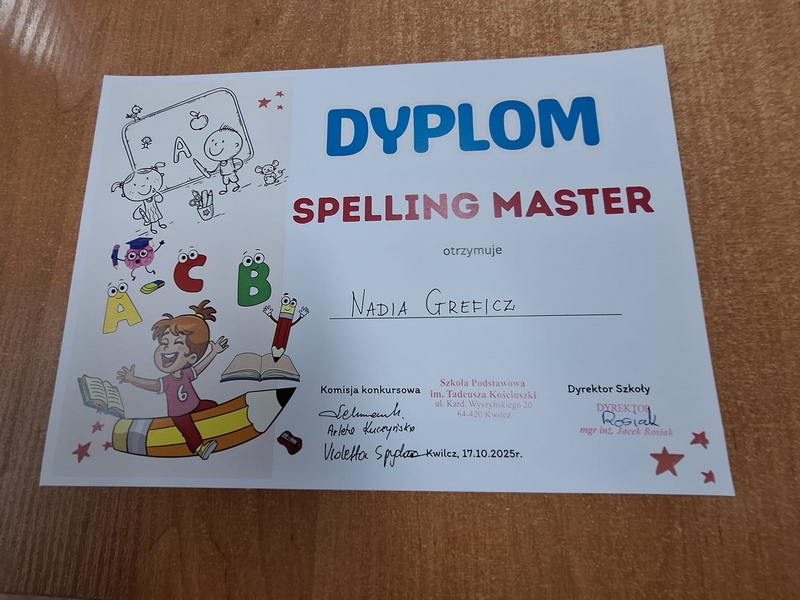 DYPLOM
SPELLING MASTER
otrzymuje
NADIA GREFICZ
A
A C B
6
Komisja konkursowa
Arleta Kuczyńska
Violetta
Szkoła Podstawowa
im. Tadeusza Kościuszki
ul. Kard. Wyszyńskiego 20
64-420 Kwilcz
Dyrektor Szkoły
DYREKTOR
Rosiak
mgr inż. Jacek Rosiak
Kwilcz, 17.10.2025r.